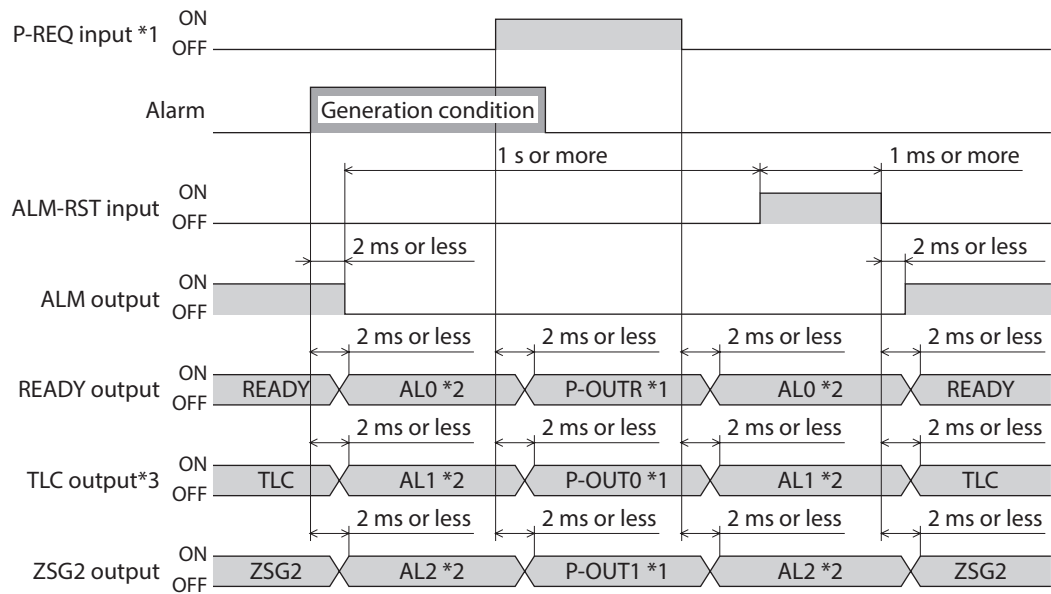 P-REQ input *1
ON
OFF
Alarm
Generation condition
1 s or more
1 ms or more
ALM-RST input
ON
OFF
2 ms or less
2 ms or less
ALM output
ON
OFF
2 ms or less
2 ms or less
2 ms or less
2 ms or less
READY output
ON
OFF
READY
AL0 *2
P-OUTR *1
AL0 *2
READY
2 ms or less
2 ms or less
2 ms or less
2 ms or less
TLC output*3
ON
OFF
TLC
AL1 *2
P-OUT0 *1
AL1 *2
TLC
2 ms or less
2 ms or less
2 ms or less
2 ms or less
ZSG2 output
ON
OFF
ZSG2
AL2 *2
P-OUT1 *1
AL2 *2
ZSG2